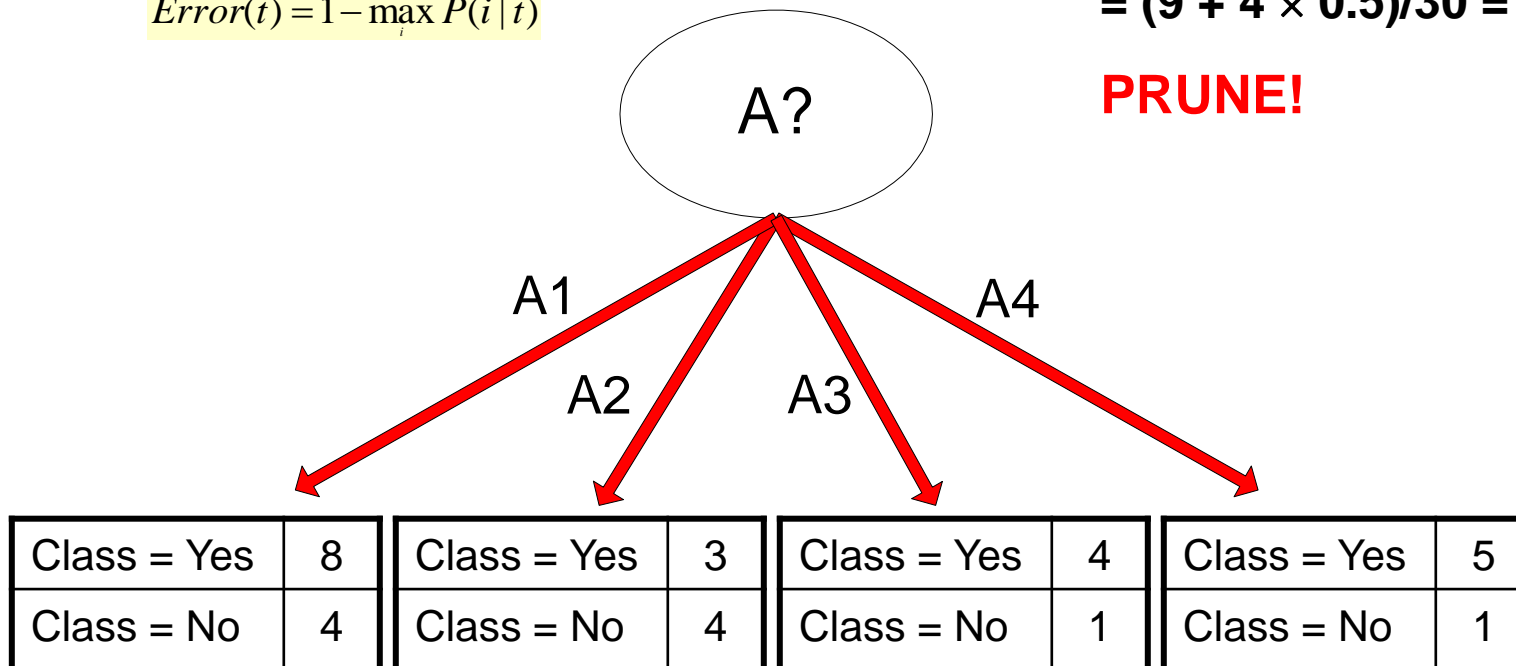 Error(t) = 1 − max P(i | t)
i
= (9 + 4 × 0.5)/30 =
PRUNE!
A?
A1
A4
A2
A3
Class = Yes 8 Class = Yes 3 Class = Yes 4 Class = Yes 5
Class = No 4 Class = No 4 Class = No 1 Class = No 1